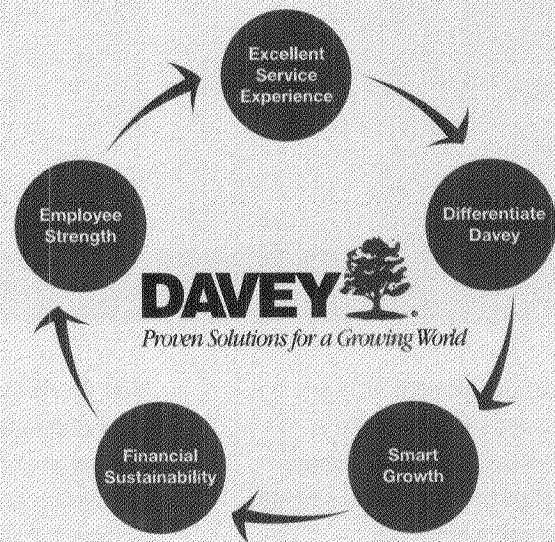 Excellent
Service
Experience
Differentiate
Davey
Smart
Growth
Financial
Sustainability
Employee
Strength
DAVEY
Proven Solutions for a Growing World